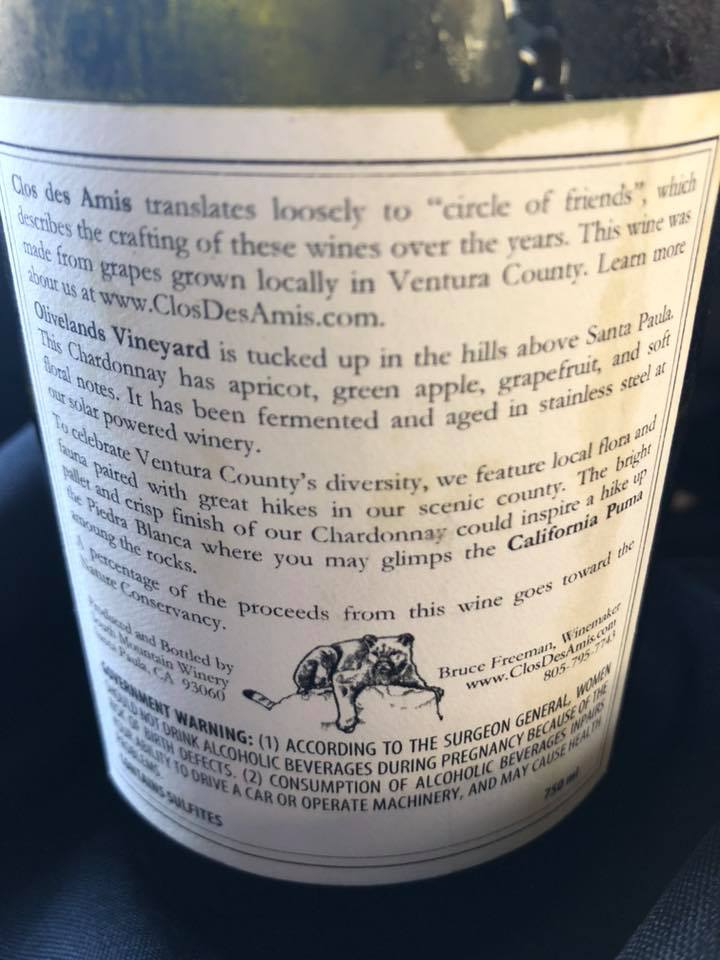 Clos des Amis translates loosely to “circle of friends”, which
describes the crafting of these wines over the years. This wine was
made from grapes grown locally in Ventura County. Learn more
about us at www.ClosDesAmis.com.
Olivelands Vineyard is tucked up in the hills above Santa Paula.
This Chardonnay has apricot, green apple, grapefruit, and soft
floral notes. It has been fermented and aged in stainless steel at
our solar powered winery.
To celebrate Ventura County’s diversity, we feature local flora and
fauna paired with great hikes in our scenic county. The bright
pallet and crisp finish of our Chardonnay could inspire a hike up
the Piedra Blanca where you may glimps the California Puma
amoung the rocks.
A percentage of the proceeds from this wine goes toward the
Nature Conservancy.
Produced and Bottled by
South Mountain Winery
Santa Paula, CA 93060
Bruce Freeman, Winemaker
www.ClosDesAmis.com
805-795-7743
GOVERNMENT WARNING: (1) ACCORDING TO THE SURGEON GENERAL, WOMEN
SHOULD NOT DRINK ALCOHOLIC BEVERAGES DURING PREGNANCY BECAUSE OF THE
RISK OF BIRTH DEFECTS. (2) CONSUMPTION OF ALCOHOLIC BEVERAGES INPAIRS
YOUR ABILITY TO DRIVE A CAR OR OPERATE MACHINERY, AND MAY CAUSE HEALTH
PROBLEMS.
CONTAINS SULFITES
750 ml